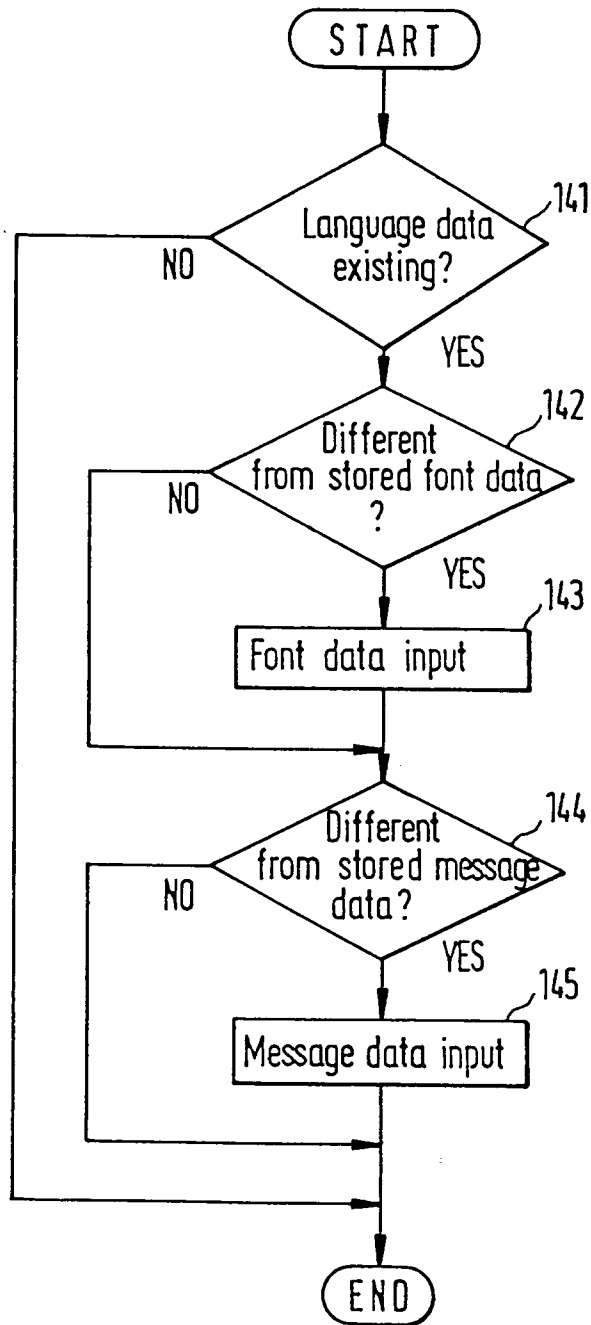 START
141
Language data
existing?
NO
YES
142
Different
from stored font data
?
NO
YES
143
Font data input
144
Different
from stored message
data?
NO
YES
145
Message data input
END